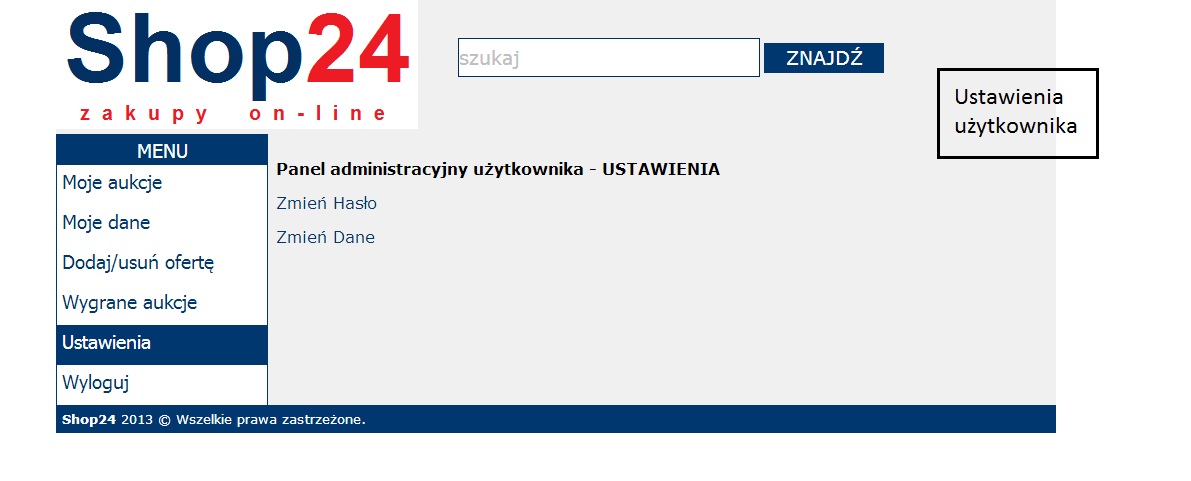 Shop24
zakupy on-line
szukaj
ZNAJDŹ
Ustawienia
użytkownika
MENU
Moje aukcje
Moje dane
Dodaj/usuń ofertę
Wygrane aukcje
Ustawienia
Wyloguj
Panel administracyjny użytkownika - USTAWIENIA
Zmień Hasło
Zmień Dane
Shop24 2013 © Wszelkie prawa zastrzeżone.